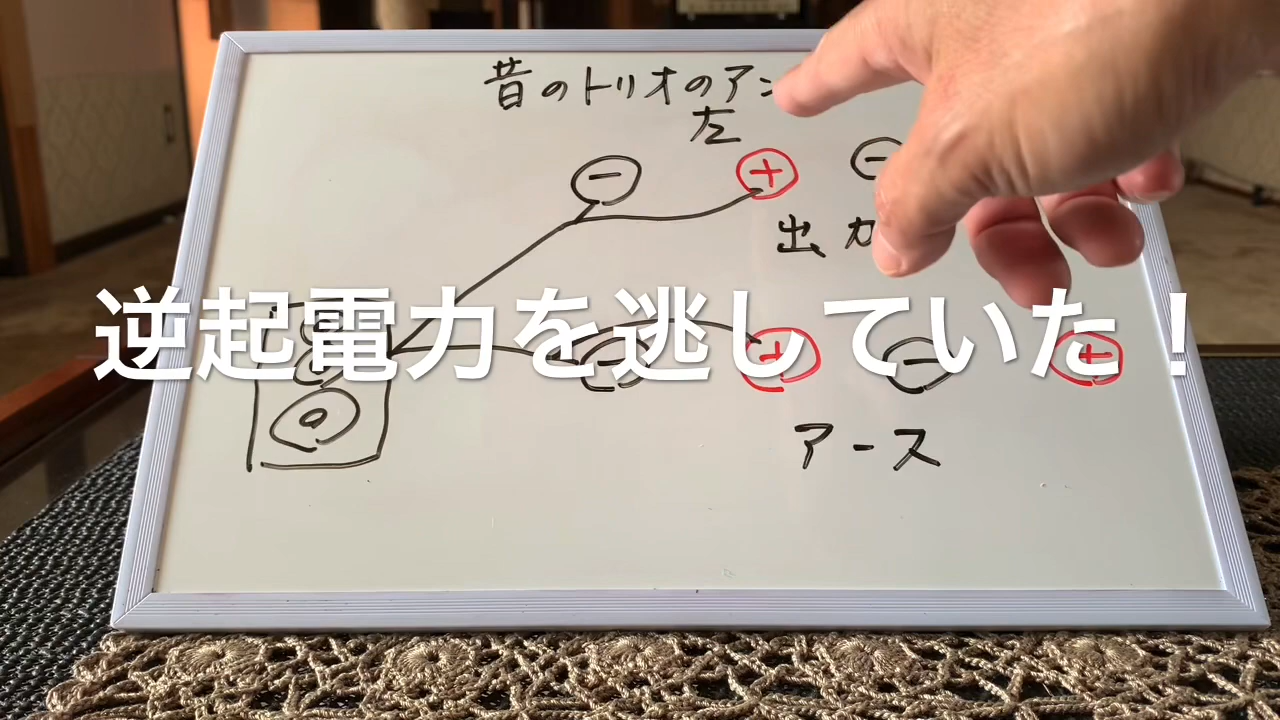 昔のトリオのアン
左
⊖ ⊕ ⊖
出力
逆起電力を逃していた！
⊖ ⊕ ⊖ ⊕
アース